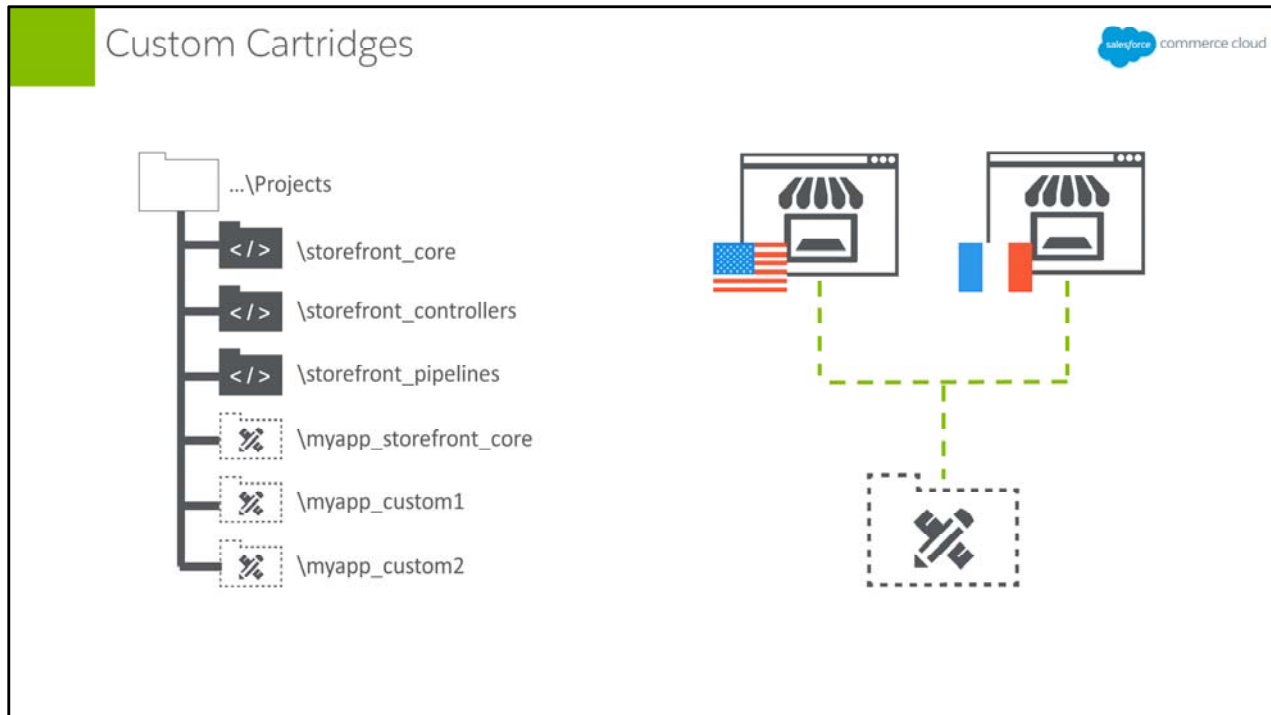 Custom Cartridges
salesforce commerce cloud
...\Projects
</> \storefront_core
</> \storefront_controllers
</> \storefront_pipelines
\myapp_storefront_core
\myapp_custom1
\myapp_custom2